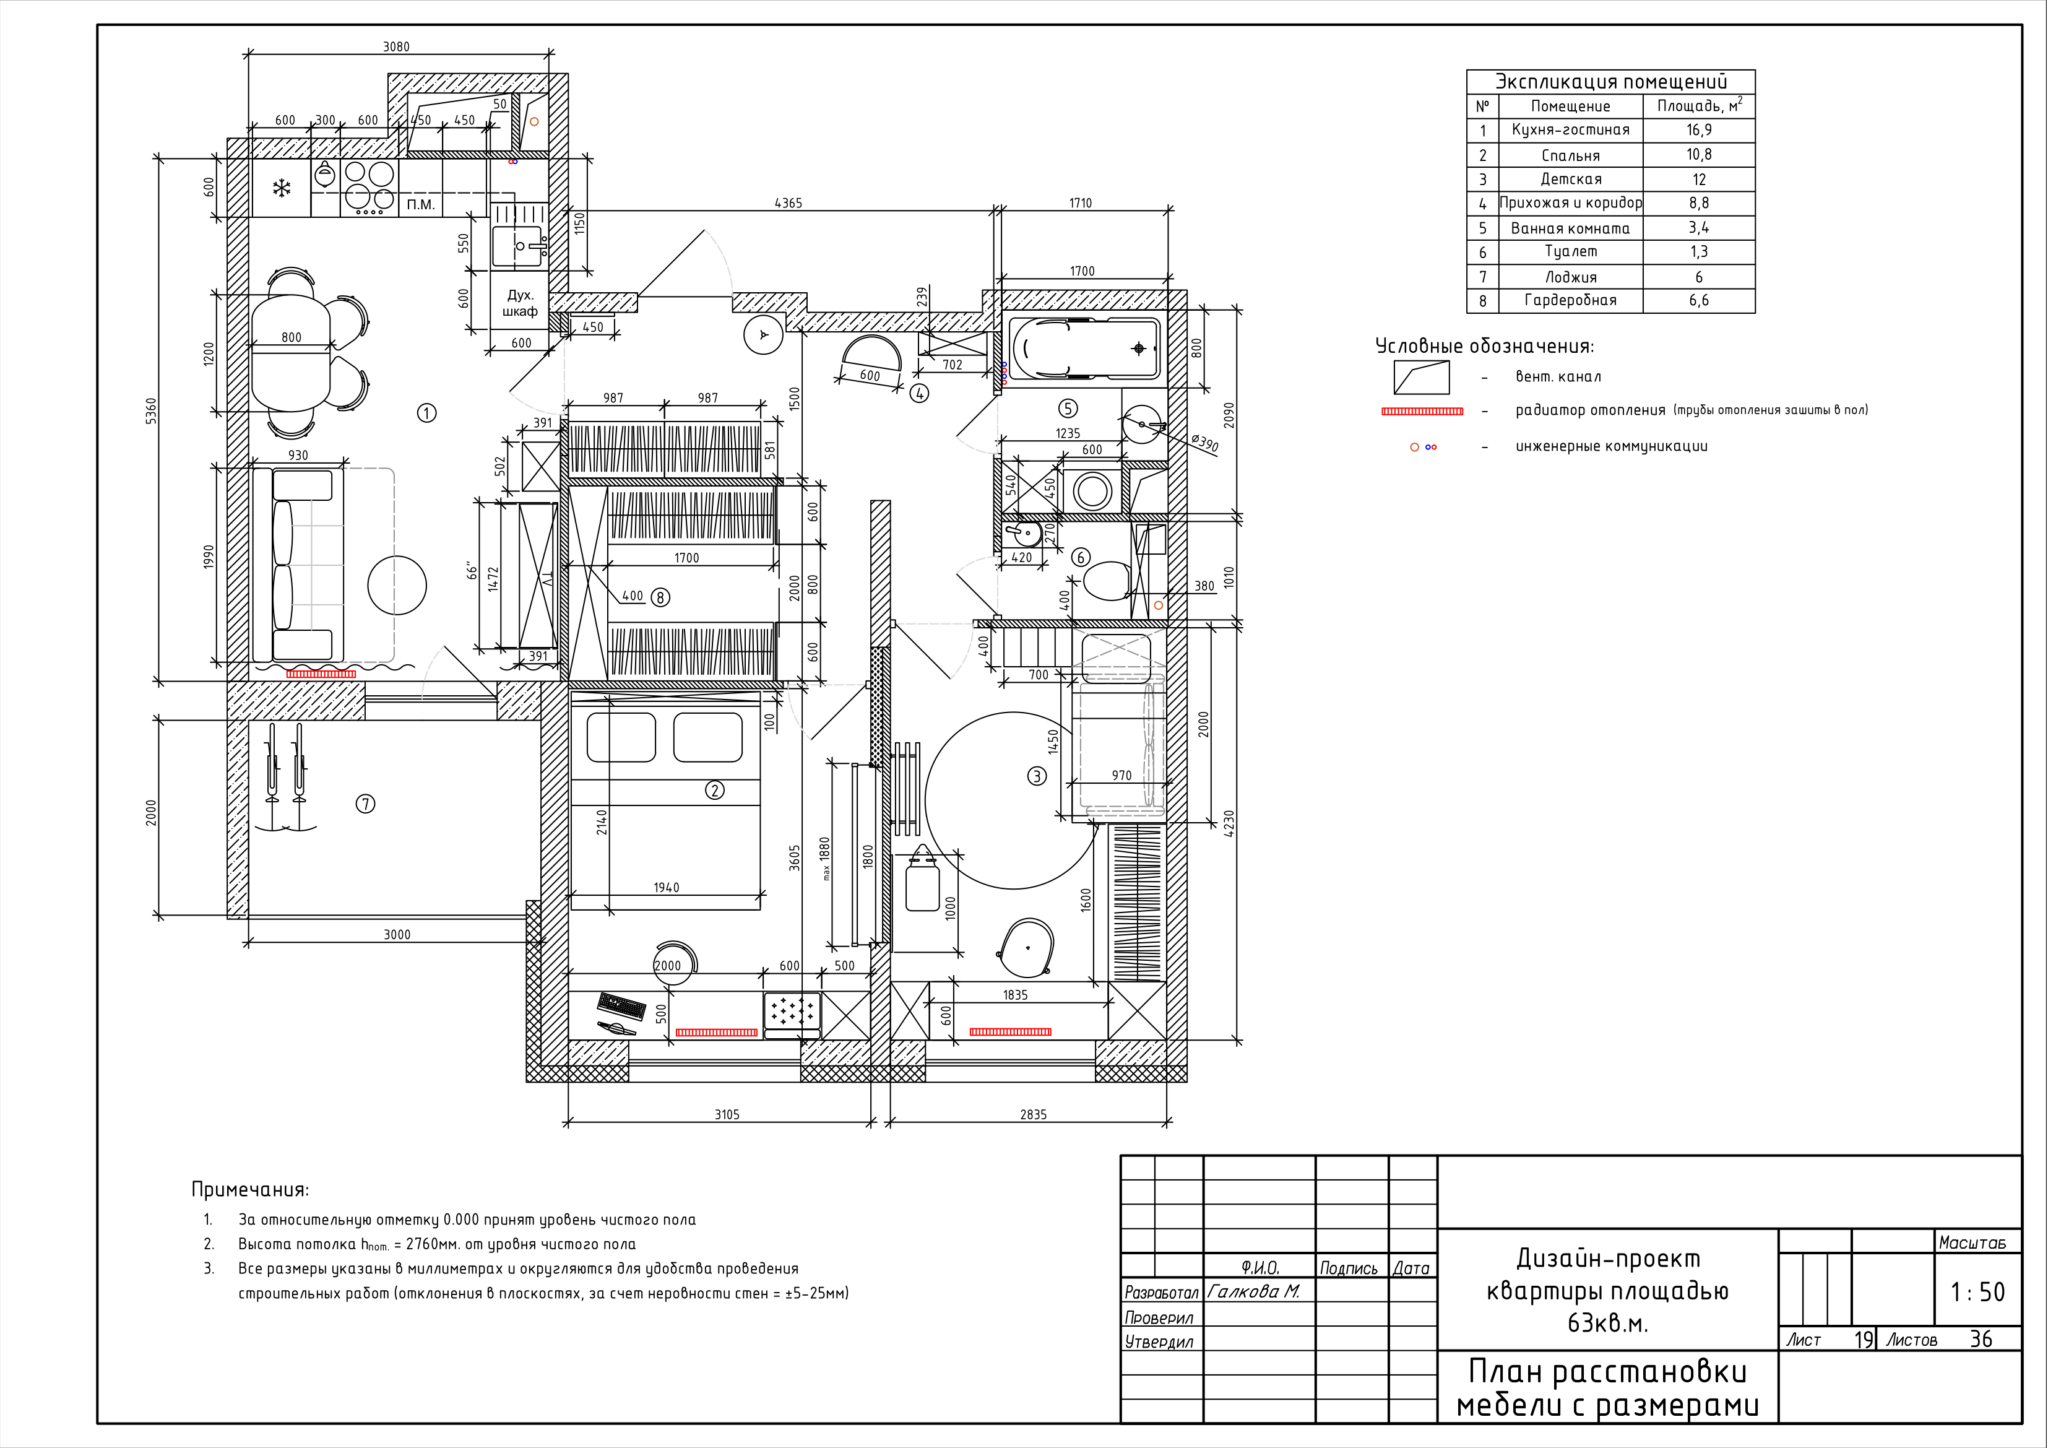 3080
50
600 300 600 450 450
600
П.М.
1150
550
600
Дух.
шкаф
600
450
4365
1710
1700
239
702
600
4
800
5
1235
600
Ø390
2090
540
450
270
420
6
400
380
1010
5360
1200
800
1
930
1990
391
502
66"
1472
TV
391
987 987
581
1500
1700
400
8
2000
600
800
600
100
2
2140
1940
3605
max 1880
1800
2000 600 500
500
3105
400
700
1450
970
2000
3
4230
1600
1000
1835
600
2835
2000
7
3000
Экспликация помещений
№ Помещение Площадь, м2
1 Кухня-гостиная 16,9
2 Спальня 10,8
3 Детская 12
4 Прихожая и коридор 8,8
5 Ванная комната 3,4
6 Туалет 1,3
7 Лоджия 6
8 Гардеробная 6,6
Условные обозначения:
- вент. канал
- радиатор отопления (трубы отопления зашиты в пол)
- инженерные коммуникации
Примечания:
1. За относительную отметку 0.000 принят уровень чистого пола
2. Высота потолка hпот. = 2760мм. от уровня чистого пола
3. Все размеры указаны в миллиметрах и округляются для удобства проведения
строительных работ (отклонения в плоскостях, за счет неровности стен = ±5-25мм)
Ф.И.О. Подпись Дата
Разработал Галкова М.
Проверил
Утвердил
Дизайн-проект
квартиры площадью
63кв.м.
Масштаб
1 : 50
Лист 19 Листов 36
План расстановки
мебели с размерами